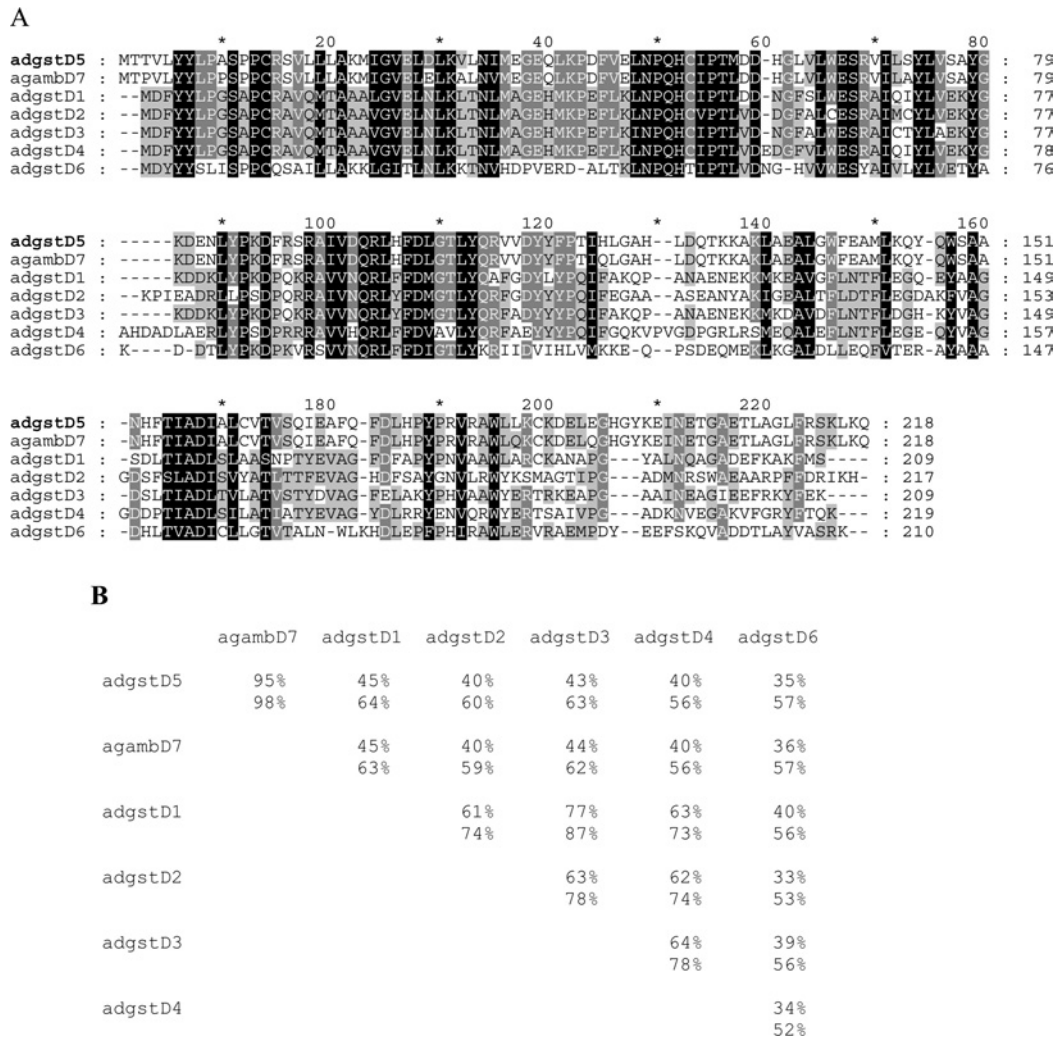 A
* 20 * 40 * 60 * 80
adgstD5 : MTTVLYYLPASPPCRSVLLLAKMIGVELDLKVLNIMEGEQLKPDFVELNPQHCIPTMDD-HGLVLWESRVILSYLVSAYG : 79
agambD7 : MTPVLYYLPPSPPCRSVLLLAKMIGVELELKALNVMEGEQLKPDFVELNPQHCIPTMDD-HGLVLWESRVILAYLVSAYG : 79
adgstD1 : --MDFYYLPGSAPCRAVQMTAAAVGVELNLKLTNLMAGEHMKPEFLKLNPQHCIPTLDD-NGFSLWESRAIQIYLVEKYG : 77
adgstD2 : --MDFYYLPGSAPCRAVQMTAAAVGVELNLKLTNLMAGEHMKPEFLKLNPQHCIPTLVD-DGFALCESRAIMCYLVEKYG : 77
adgstD3 : --MDFYYLPGSAPCRAVQMTAAAVGVELNLKLTNLMAGEHMKPEFLKINPQHCIPTLVD-NGFALWESRAICTYLAEKYG : 77
adgstD4 : --MDFYYLPGSAPCRAVQMTAAAVGVELNLKLTNLMAGEHMKPEFLKLNPQHCIPTLVDEDGFVLWESRAIQIYLVEKYG : 78
adgstD6 : --MDYYYSLISPPCQSAILLAKKLGITLNLKKTNVHDPVERD-ALTKLNPQHTIPTLVDNG-HVVWESYAIVLYLVETYA : 76
* 100 * 120 * 140 * 160
adgstD5 : -----KDENLYPKDFRSRAIVDQRLHFDLGTLYQRVVDYYFPTIHLGAH--LDQTKKAKLAEALGWFEAMLKQY-QWSAA : 151
agambD7 : -----KDENLYPKDFRSRAIVDQRLHFDLGTLYQRVVDYYFPTIQLGAH--LDQTKKAKLAEALGWFEAMLKQY-QWSAA : 151
adgstD1 : -----KDDKLYPKDPQKRAVVNQRLFFDMGTLYQAFGDYLYPQIFAKQP--ANAENEKKMKEAVGFLNTFLEGQ-EYAAG : 149
adgstD2 : --KPIEADRLLPSDPQRRAIVNQRLYFDMGTLYQRFGDYYYPQIFEGAA--ASEANYAKIGEALTFLDTFLEGDAKFVAG : 153
adgstD3 : -----KDDKLYPKDPQKRAVVNQRLFFDMGTLYQRFADYYYPQIFAKQP--ANAENEKKMKDAVDFLNTFLDGH-KYVAG : 149
adgstD4 : AHDADLAERLYPSDPRRRAVVHQRLFFDVAVLYQRFAEYYYPQIFGQKVPVGDPGRLRSMEQALEFLNTFLEGE-QYVAG : 157
adgstD6 : K----D-DTLYPKDPKVRSVVNQRLFFDIGTLYKRIIDVIHLVMKKE-Q--PSDEQMEKLKGALDLLEQFVTER-AYAAA : 147
* 180 * 200 * 220
adgstD5 : -NHFTIADIALCVTVSQIEAFQ-FDLHPYPRVRAWLLKCKDELEGHGYKEINETGAETLAGLFRSKLKQ : 218
agambD7 : -NHFTIADIALCVTVSQIEAFQ-FDLHPYPRVRAWLQKCKDELQGHGYKEINETGAETLAGLFRSKLKQ : 218
adgstD1 : -SDLTIADLSLAASNPTYEVAG-FDFAPYPNVAAWLARCKANAPG---YALNQAGADEFKAKFMS---- : 209
adgstD2 : GDSFSLADISVYATLTTFEVAG-HDFSAYGNVLRWYKSMAGTIPG---ADMNRSWAEAARPFFDRIKH- : 217
adgstD3 : -DSLTIADLTVLATVSTYDVAG-FELAKYPHVAAWYERTRKEAPG---AAINEAGIEEFRKYFEK---- : 209
adgstD4 : GDDPTIADLSILATIATYEVAG-YDLRRYENVQRWYERTSAIVPG---ADKNVEGAKVFGRYFTQK--- : 219
adgstD6 : -DHLTVADICLLGTVTALN-WLKHDLEPFPHIRAWLERVRAEMPDY--EEFSKQVADDTLAYVASRK-- : 210
B
agambD7 adgstD1 adgstD2 adgstD3 adgstD4 adgstD6
adgstD5 95% 45% 40% 43% 40% 35%
98% 64% 60% 63% 56% 57%
agambD7 45% 40% 44% 40% 36%
63% 59% 62% 56% 57%
adgstD1 61% 77% 63% 40%
74% 87% 73% 56%
adgstD2 63% 62% 33%
78% 74% 53%
adgstD3 64% 39%
78% 56%
adgstD4 34%
52%